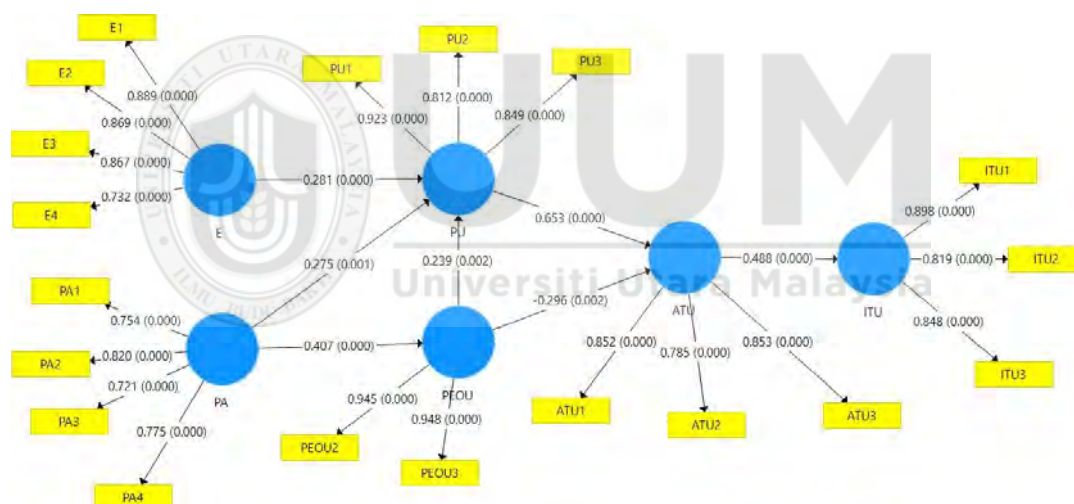 E1
E2
E3
E4
0.889 (0.000)
0.869 (0.000)
0.867 (0.000)
0.732 (0.000)
E
0.281 (0.000)
PU1
PU2
PU3
0.923 (0.000)
0.812 (0.000)
0.849 (0.000)
PU
0.275 (0.001)
0.239 (0.002)
0.653 (0.000)
PA1
PA2
PA3
PA4
0.754 (0.000)
0.820 (0.000)
0.721 (0.000)
0.775 (0.000)
PA
0.407 (0.000)
PEOU
0.945 (0.000)
0.948 (0.000)
PEOU2
PEOU3
-0.296 (0.002)
ATU
0.852 (0.000)
0.785 (0.000)
0.853 (0.000)
ATU1
ATU2
ATU3
0.488 (0.000)
ITU
0.898 (0.000)
0.819 (0.000)
0.848 (0.000)
ITU1
ITU2
ITU3
UUM
Universiti Utara Malaysia
UNIVERSITI UTARA MALAYSIA